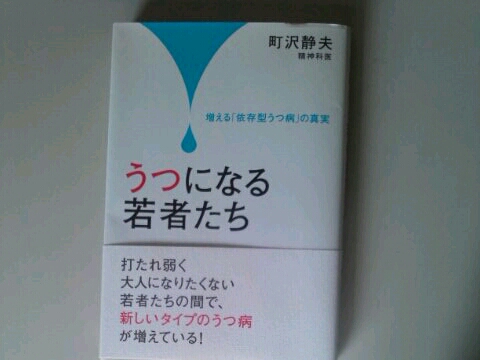 町沢静夫
精神科医
増える「依存型うつ病」の真実
うつになる
若者たち
打たれ弱く
大人になりたくない
若者たちの間で、
新しいタイプのうつ病
が増えている!